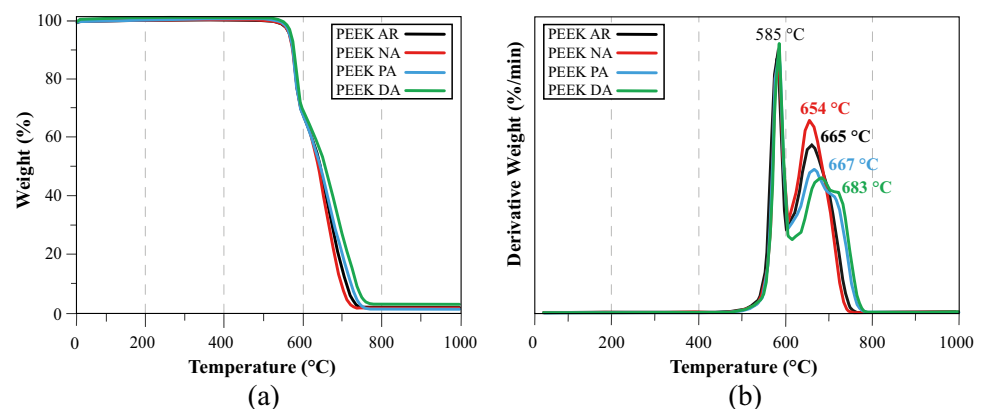 100
80
60
40
20
0
Weight (%)
PEEK AR
PEEK NA
PEEK PA
PEEK DA
0
200
400
600
800
1000
Temperature (°C)
(a)
Derivative Weight (%/min)
PEEK AR
PEEK NA
PEEK PA
PEEK DA
585 °C
654 °C
665 °C
667 °C
683 °C
0
200
400
600
800
1000
Temperature (°C)
(b)